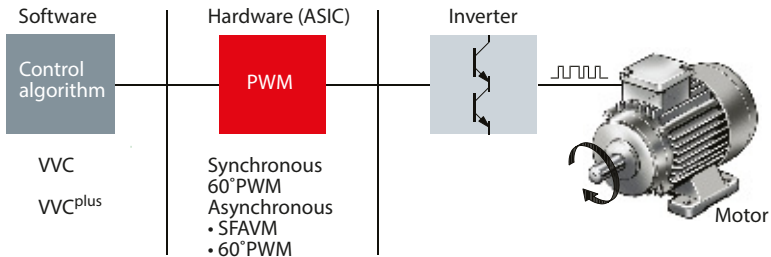 Software
Hardware (ASIC)
Inverter
Control
algorithm
PWM
VVC
VVCplus
Synchronous
60°PWM
Asynchronous
• SFAVM
• 60°PWM
Motor